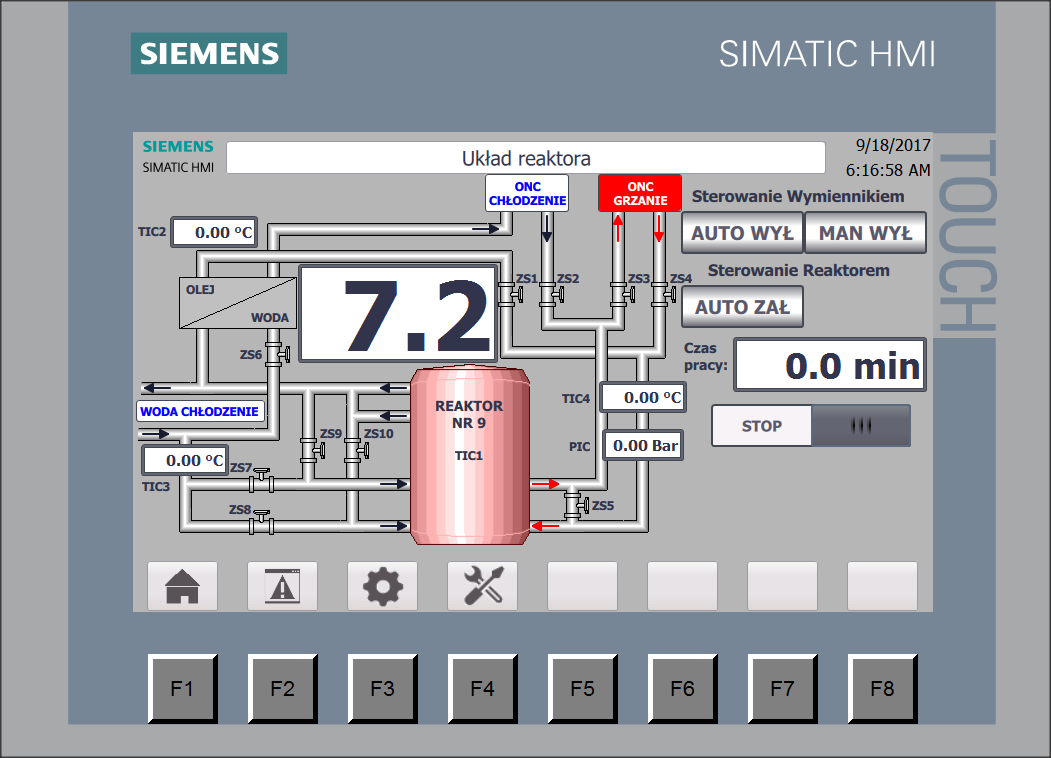 SIEMENS
SIMATIC HMI
TOUCH
SIEMENS
SIMATIC HMI
Układ reaktora
9/18/2017
6:16:58 AM
ONC
CHŁODZENIE
ONC
GRZANIE
Sterowanie Wymiennikiem
AUTO WYŁ
MAN WYŁ
TIC2
0.00 °C
Sterowanie Reaktorem
AUTO ZAŁ
ZS1
ZS2
ZS3
ZS4
OLEJ
WODA
7.2
ZS6
Czas
pracy:
0.0 min
WODA CHŁODZENIE
REAKTOR
NR 9
TIC1
TIC4
0.00 °C
STOP
ZS9
ZS10
PIC
0.00 Bar
0.00 °C
TIC3
ZS7
ZS8
ZS5
F1
F2
F3
F4
F5
F6
F7
F8